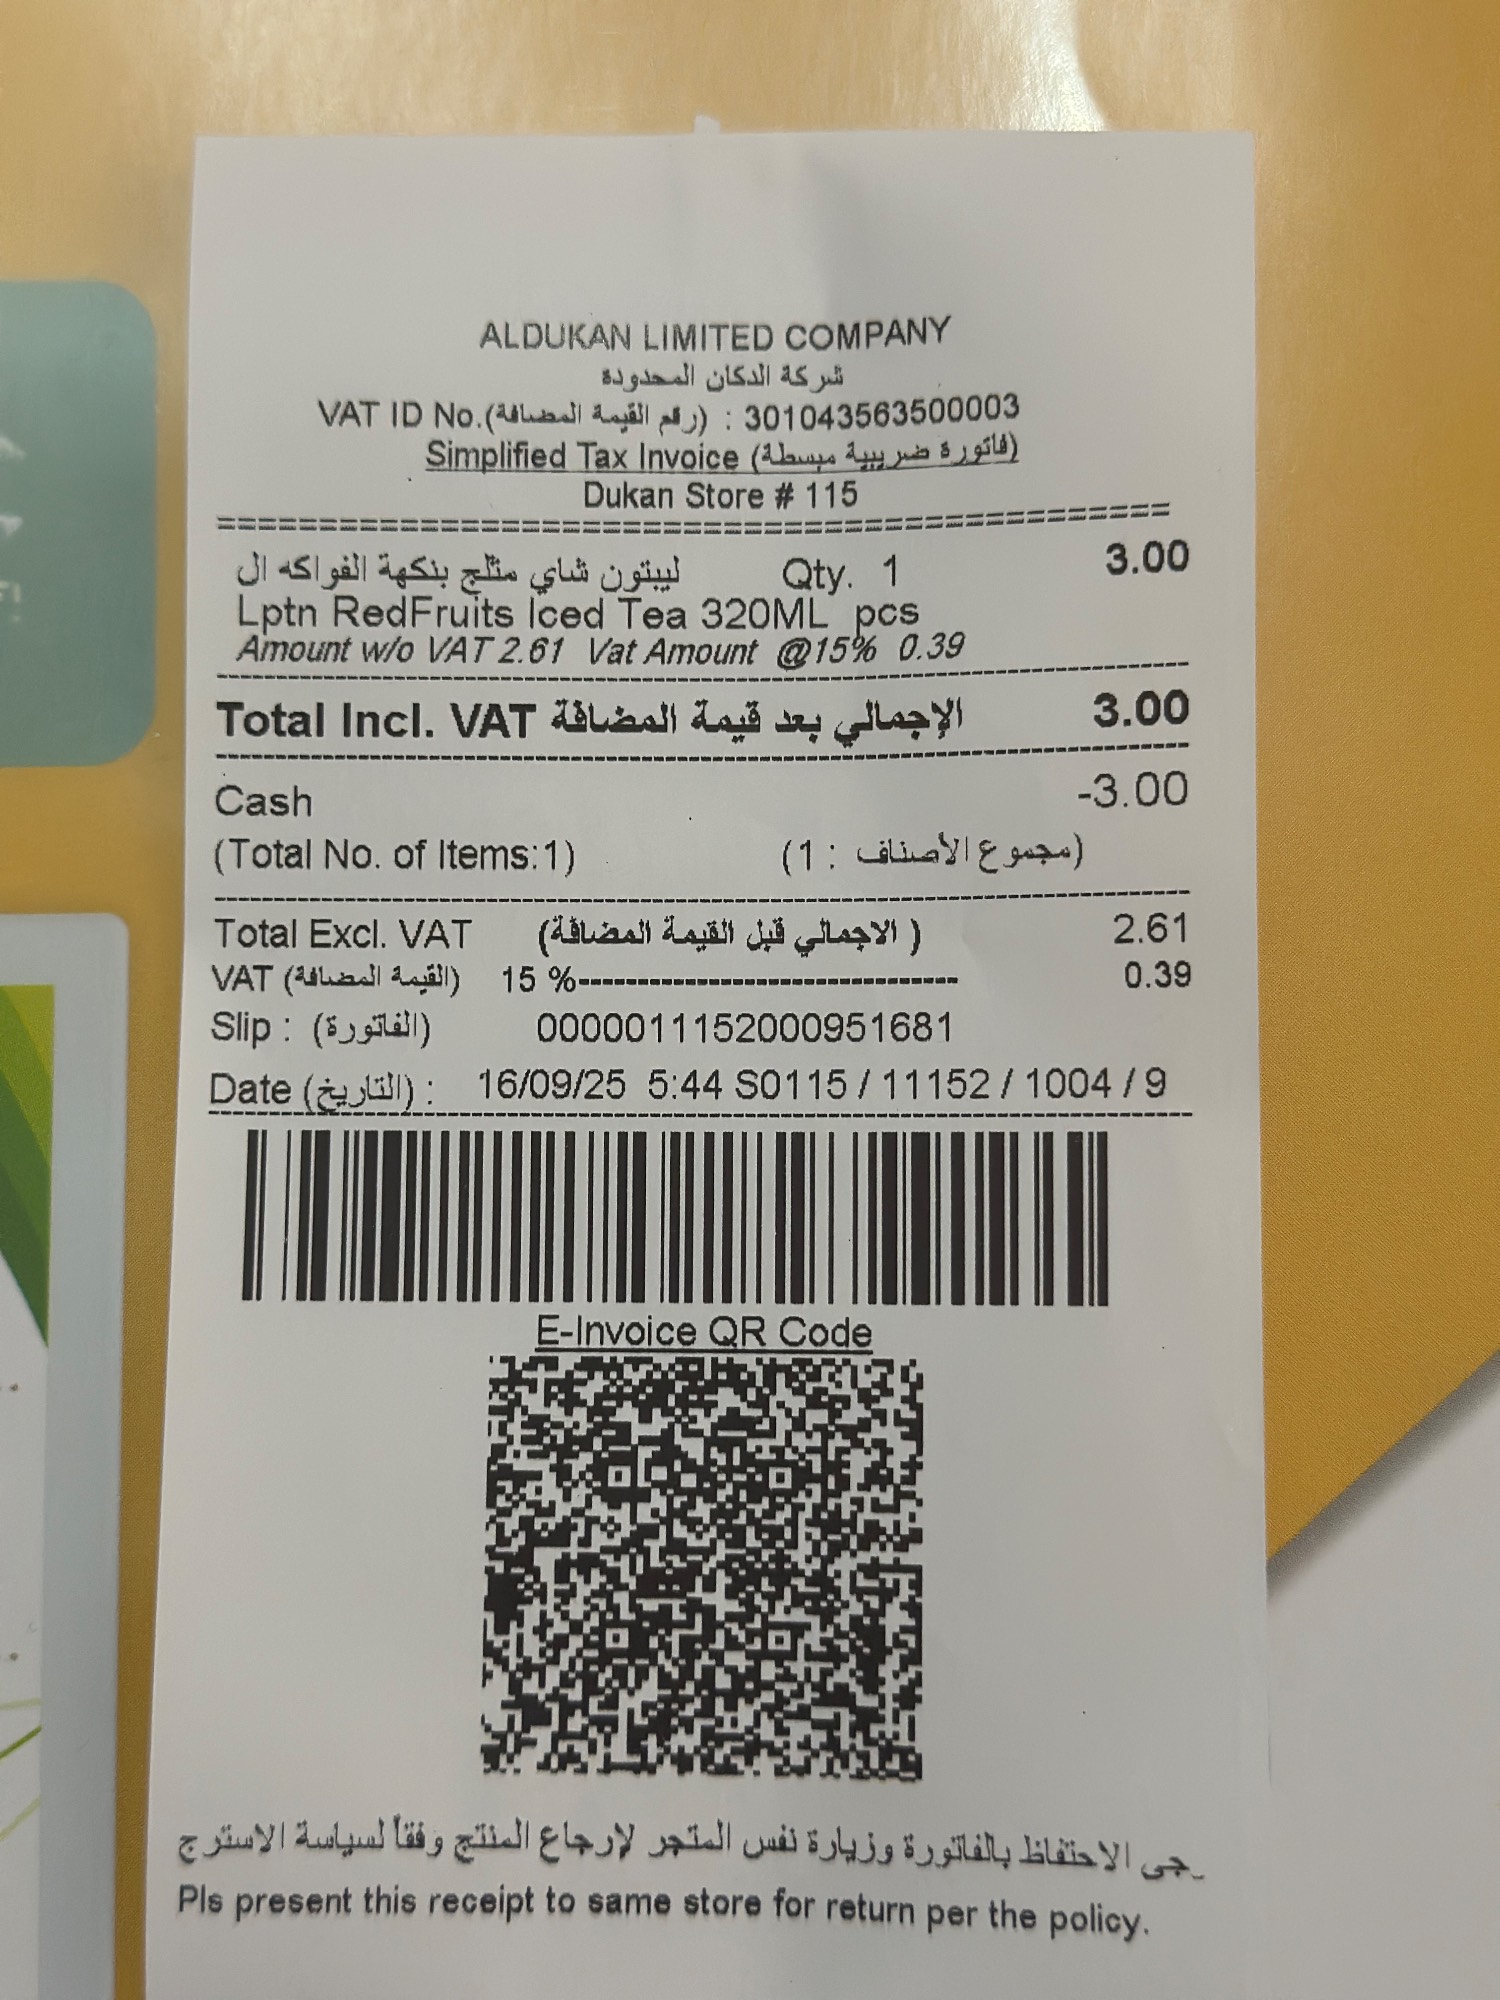 ALDUKAN LIMITED COMPANY
شركة الدكان المحدودة
VAT ID No.(رقم القيمة المضافة) : 301043563500003
Simplified Tax Invoice (فاتورة ضريبية مبسطة)
Dukan Store # 115
ليبتون شاي مثلج بنكهة الفواكه ال Qty. 1 3.00
Lptn RedFruits Iced Tea 320ML pcs
Amount w/o VAT 2.61 Vat Amount @15% 0.39
Total Incl. VAT الإجمالي بعد قيمة المضافة 3.00
Cash -3.00
(Total No. of Items:1) (مجموع الأصناف : 1)
Total Excl. VAT (الاجمالي قبل القيمة المضافة ) 2.61
VAT (القيمة المضافة) 15 %-------------------------------- 0.39
Slip : (الفاتورة) 0000011152000951681
Date (التاريخ) : 16/09/25 5:44 S0115 / 11152 / 1004 / 9
E-Invoice QR Code
رجى الاحتفاظ بالفاتورة وزيارة نفس المتجر لإرجاع المنتج وفقاً لسياسة الاسترج
Pls present this receipt to same store for return per the policy.